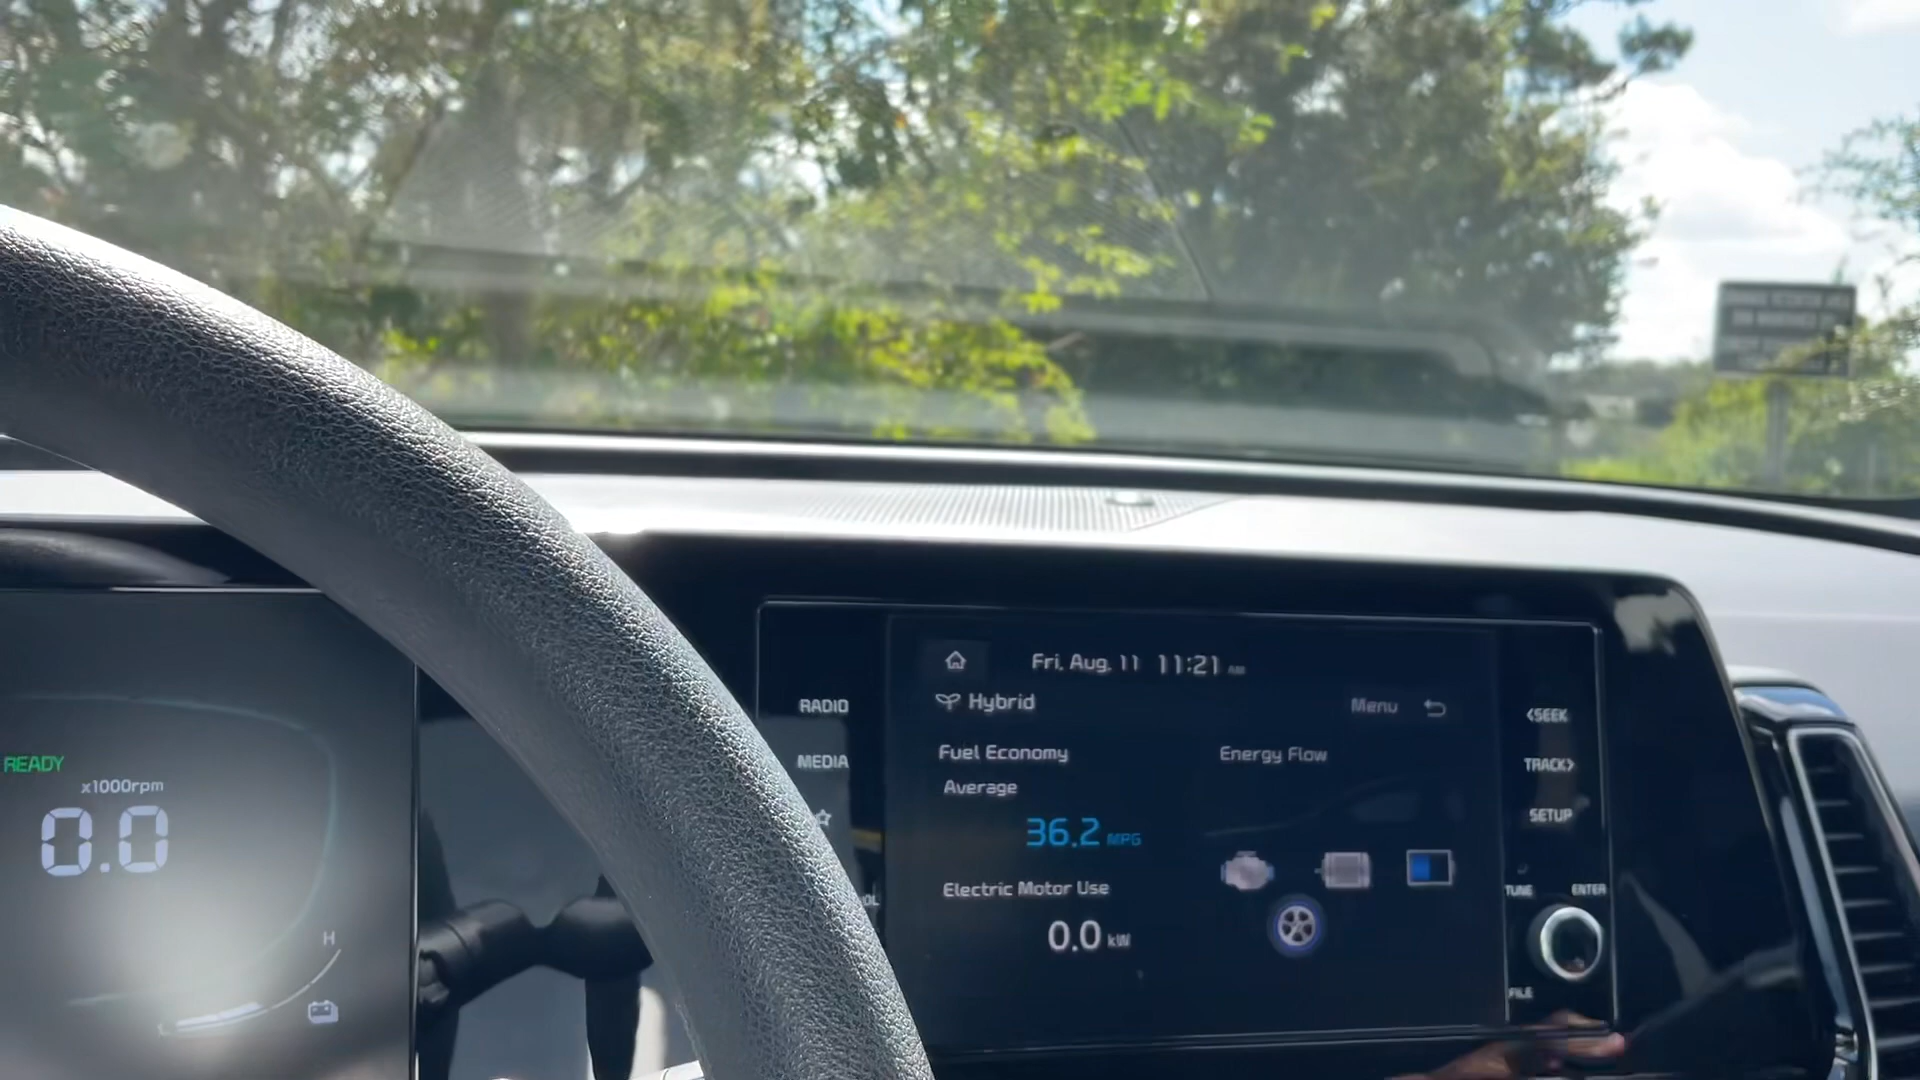 READY
x1000rpm
0.0
H
RADIO
MEDIA
Fri, Aug. 11 11:21 AM
Hybrid
Menu
Fuel Economy
Average
36.2 MPG
Electric Motor Use
0.0 kW
Energy Flow
<SEEK
TRACK>
SETUP
TUNE
ENTER
FILE